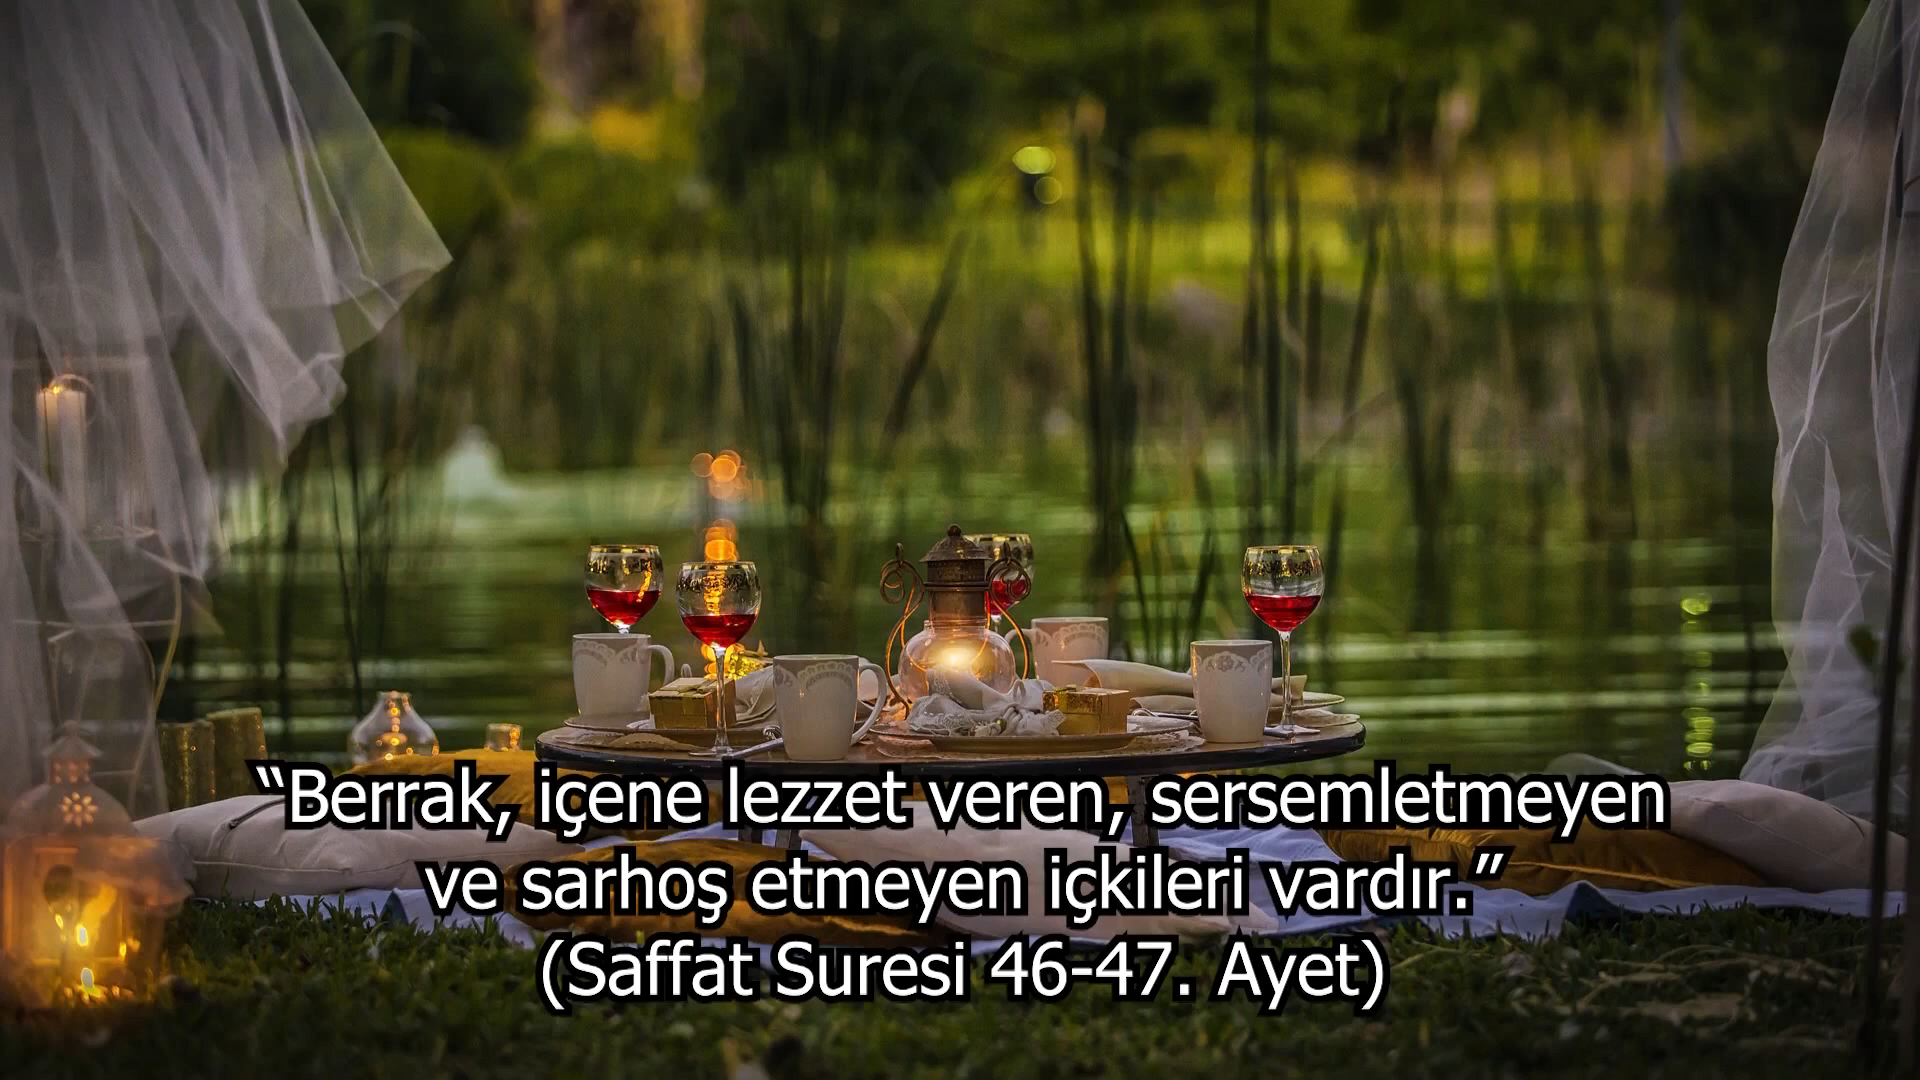 “Berrak, içene lezzet veren, sersemletmeyen
ve sarhoş etmeyen içkileri vardır.”
(Saffat Suresi 46-47. Ayet)